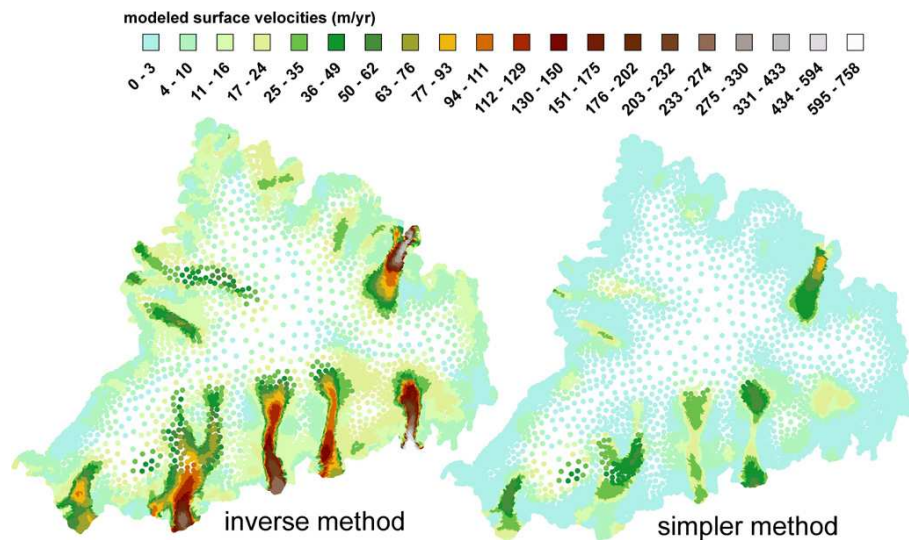 modeled surface velocities (m/yr)
0 - 3
4 - 10
11 - 16
17 - 24
25 - 35
36 - 49
50 - 62
63 - 76
77 - 93
94 - 111
112 - 129
130 - 150
151 - 175
176 - 202
203 - 232
233 - 274
275 - 330
331 - 433
434 - 594
595 - 758
inverse method
simpler method